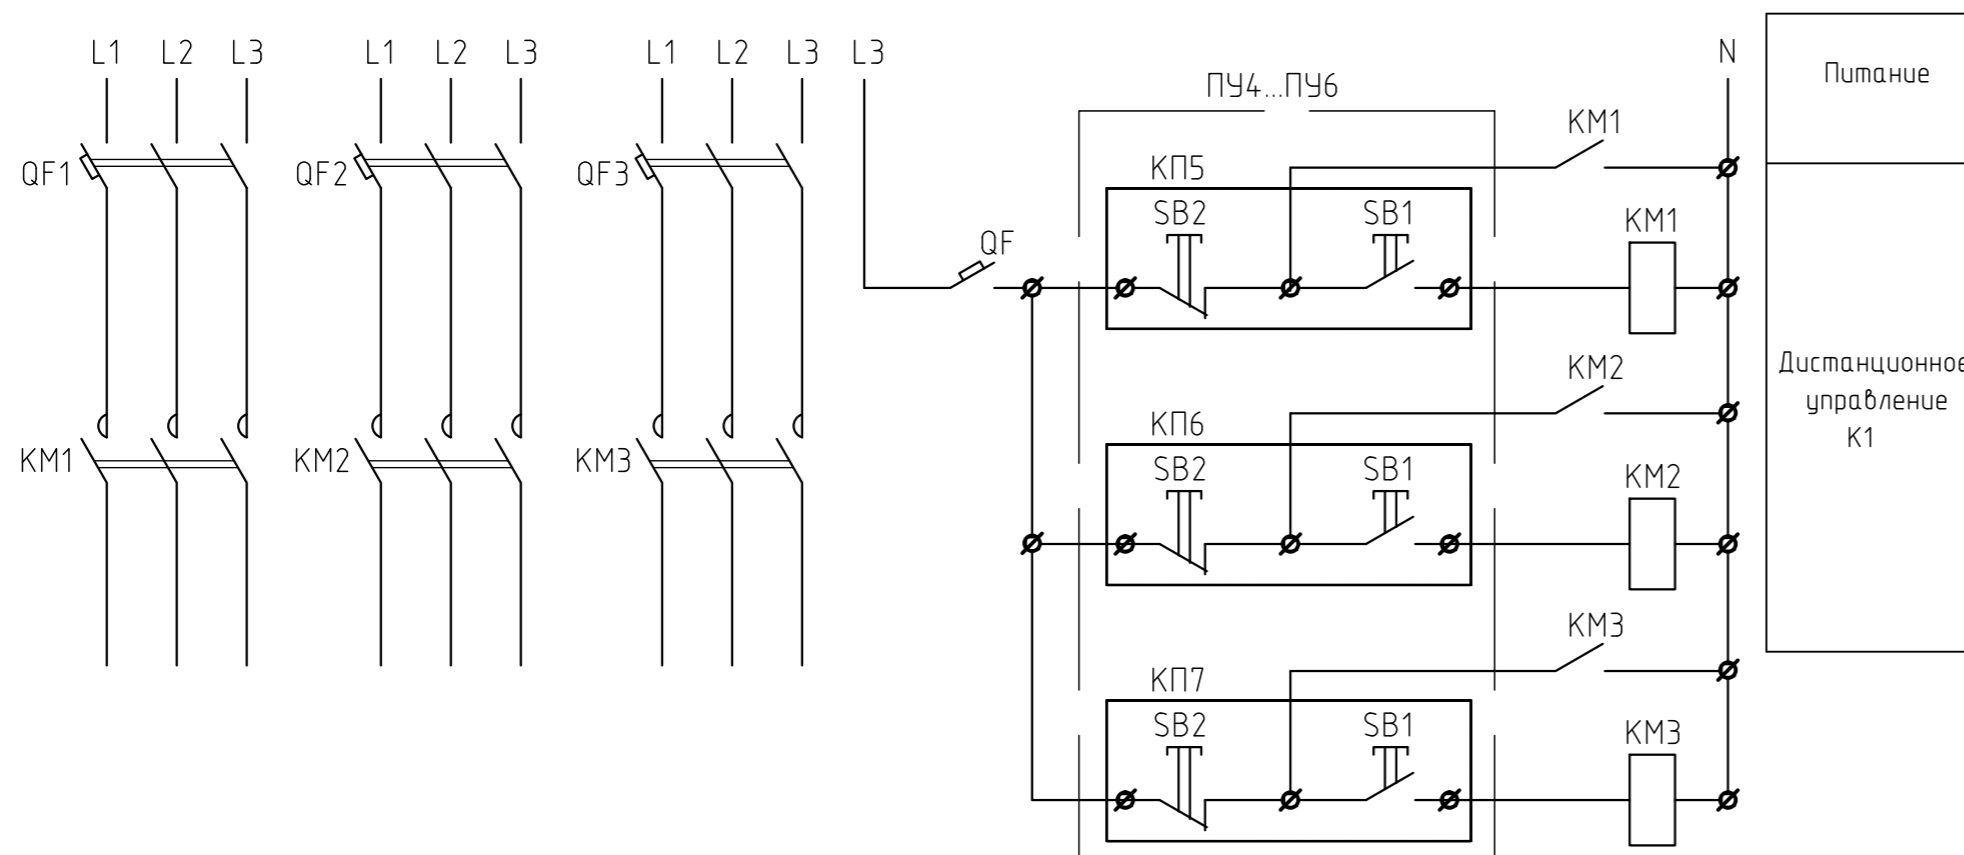 L1 L2 L3 L1 L2 L3 L1 L2 L3 L3 N
Питание
ПУ4...ПУ6
KM1
КП5
QF1 QF2 QF3
SB2 SB1 KM1
QF
KM2
Дистанционное
управление
К1
КП6
KM1 KM2 KM3
SB2 SB1 KM2
KM3
КП7
SB2 SB1 KM3